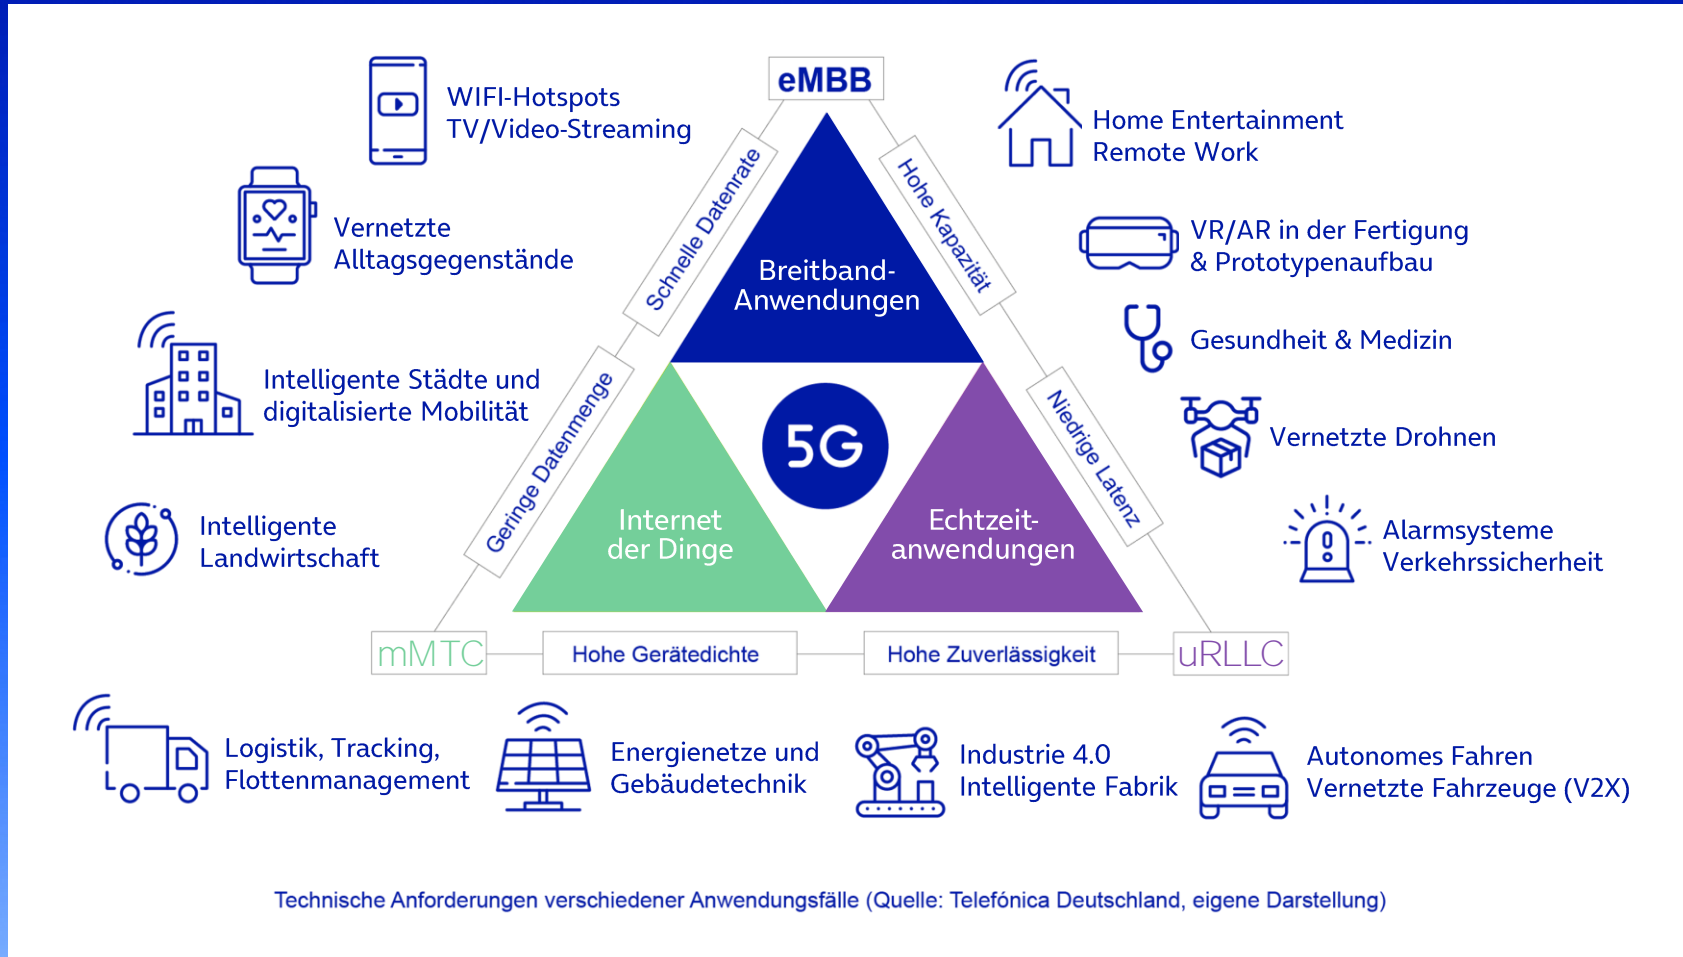 eMBB
WIFI-Hotspots
TV/Video-Streaming
Home Entertainment
Remote Work
Schnelle Datenrate
Hohe Kapazität
Vernetzte
Alltagsgegenstände
VR/AR in der Fertigung
& Prototypenaufbau
Breitband-
Anwendungen
Gesundheit & Medizin
Intelligente Städte und
digitalisierte Mobilität
Geringe Datenmenge
5G
Niedrige Latenz
Vernetzte Drohnen
Intelligente
Landwirtschaft
Internet
der Dinge
Echtzeit-
anwendungen
Alarmsysteme
Verkehrssicherheit
mMTC
Hohe Gerätedichte
Hohe Zuverlässigkeit
uRLLC
Logistik, Tracking,
Flottenmanagement
Energienetze und
Gebäudetechnik
Industrie 4.0
Intelligente Fabrik
Autonomes Fahren
Vernetzte Fahrzeuge (V2X)
Technische Anforderungen verschiedener Anwendungsfälle (Quelle: Telefónica Deutschland, eigene Darstellung)